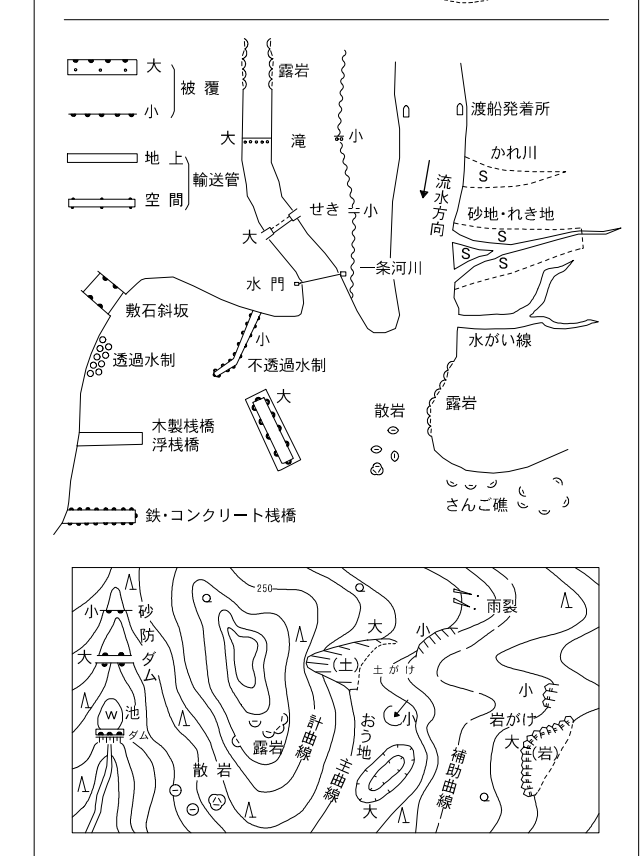 大
被覆
小
地上
輸送管
空間
露岩
大
滝
小
せき
小
大
水門
一条河川
渡船発着所
かれ川
S
流水方向
砂地・れき地
S
S
S
水がい線
敷石斜坂
透過水制
小
不透過水制
大
木製桟橋
浮桟橋
鉄・コンクリート桟橋
散岩
露岩
さんご礁
250
小
砂防ダム
大
W
池
ダム
散岩
露岩
計曲線
主曲線
大
(土)
土がけ
小
雨裂
おう地
小
大
補助曲線
小
岩がけ
大
(岩)